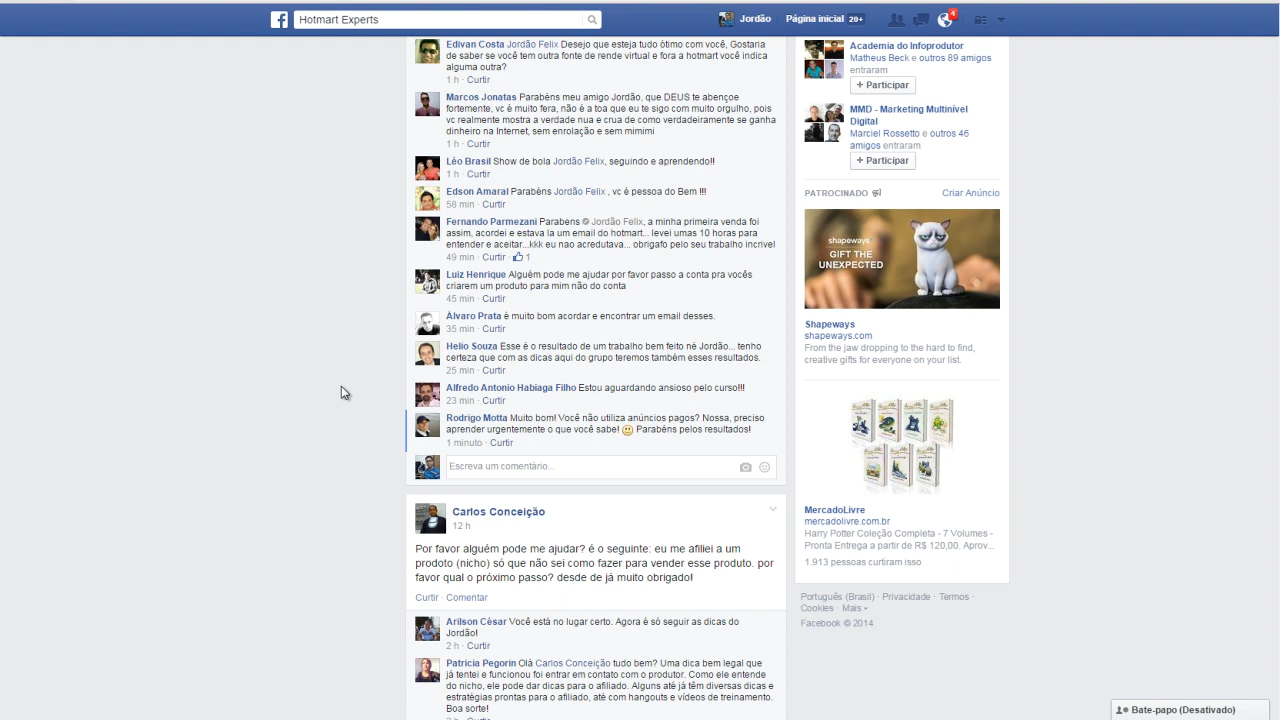 Hotmart Experts
Jordão
Página inicial 20+
4
Edivan Costa Jordão Felix Desejo que esteja tudo ótimo com você, Gostaria
de saber se você tem outra fonte de rende virtual e fora a hotmart você indica
alguma outra?
1 h · Curtir
Marcos Jonatas Parabéns meu amigo Jordão, que DEUS te abençoe
fortemente, vc é muito fera, não é a toa que eu te sigo com muito orgulho, pois
vc realmente mostra a verdade nua e crua de como verdadeiramente se ganha
dinheiro na Internet, sem enrolação e sem mimimi
1 h · Curtir
Léo Brasil Show de bola Jordão Felix, seguindo e aprendendo!!
1 h · Curtir
Edson Amaral Parabéns Jordão Felix , vc é pessoa do Bem !!!
58 min · Curtir
Fernando Parmezani Parabens Jordão Felix, a minha primeira venda foi
assim, acordei e estava la um email do hotmart... levei umas 10 horas para
entender e aceitar...kkk eu nao acredutava... obrigafo pelo seu trabalho incrivel
49 min · Curtir · 1
Luiz Henrique Alguém pode me ajudar por favor passo a conta pra vocês
criarem um produto para mim não do conta
45 min · Curtir
Álvaro Prata é muito bom acordar e encontrar um email desses.
35 min · Curtir
Helio Souza Esse é o resultado de um trabalho bem feito né Jordão... tenho
certeza que com as dicas aqui do grupo teremos também esses resultados.
25 min · Curtir
Alfredo Antonio Habiaga Filho Estou aguardando ansioso pelo curso!!!
23 min · Curtir
Rodrigo Motta Muito bom! Você não utiliza anúncios pagos? Nossa, preciso
aprender urgentemente o que você sabe! Parabéns pelos resultados!
1 minuto · Curtir
Escreva um comentário...
Carlos Conceição
12 h
Por favor alguém pode me ajudar? é o seguinte: eu me afiliei a um
prodoto (nicho) só que não sei como fazer para vender esse produto. por
favor qual o próximo passo? desde de já muito obrigado!
Curtir · Comentar
Arilson César Você está no lugar certo. Agora é só seguir as dicas do
Jordão!
2 h · Curtir
Patricia Pegorin Olá Carlos Conceição tudo bem? Uma dica bem legal que
já tentei e funcionou foi entrar em contato com o produtor. Como ele entende
do nicho, ele pode dar dicas para o afiliado. Alguns até já têm diversas dicas e
estratégias prontas para o afiliado, até com hangouts e vídeos de treinamento.
Boa sorte!
Academia do Infoprodutor
Matheus Beck e outros 89 amigos
entraram
+ Participar
MMD - Marketing Multinível
Digital
Marciel Rossetto e outros 46
amigos entraram
+ Participar
PATROCINADO
Criar Anúncio
shapeways
GIFT THE
UNEXPECTED
Shapeways
shapeways.com
From the jaw dropping to the hard to find,
creative gifts for everyone on your list.
MercadoLivre
mercadolivre.com.br
Harry Potter Coleção Completa - 7 Volumes -
Pronta Entrega a partir de R$ 120,00. Aprov...
1.913 pessoas curtiram isso
Português (Brasil) · Privacidade · Termos ·
Cookies · Mais
Facebook © 2014
Bate-papo (Desativado)